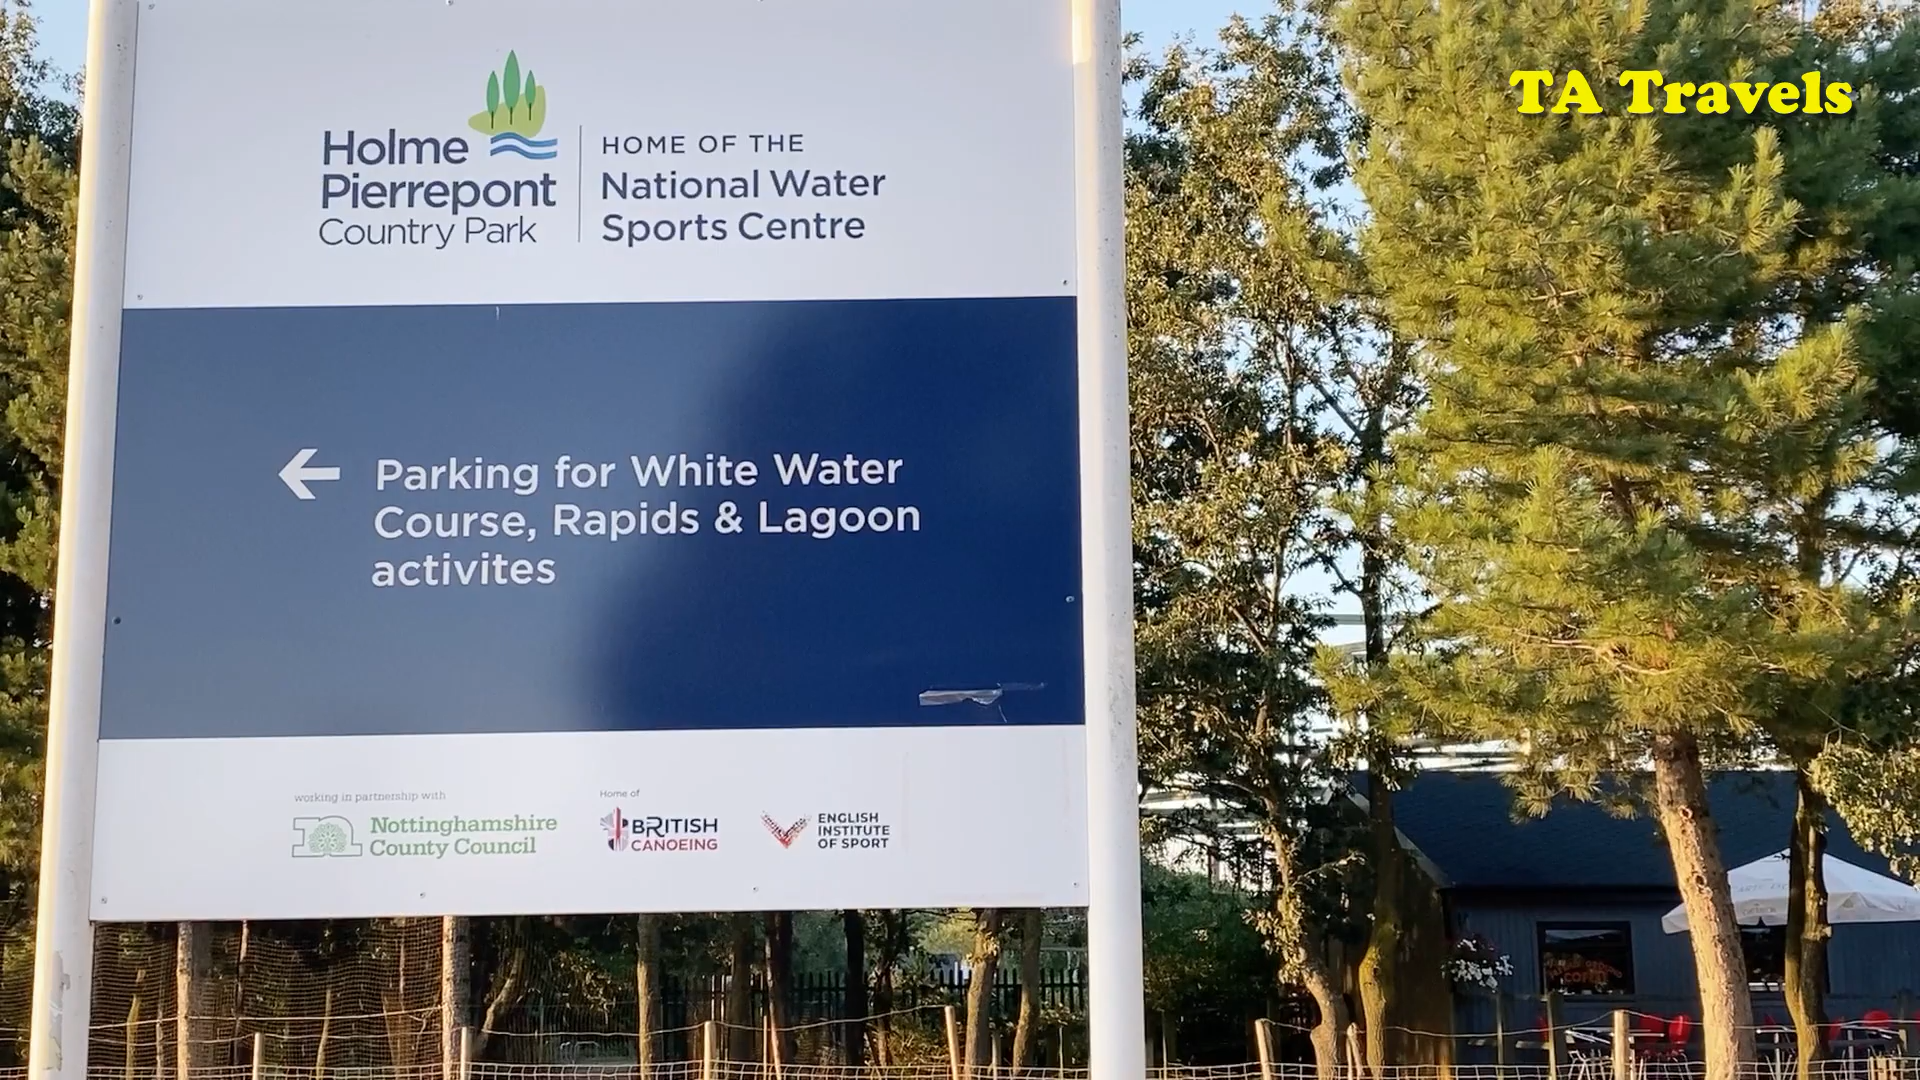 TA Travels
Holme
Pierrepont
Country Park
HOME OF THE
National Water
Sports Centre
← Parking for White Water
Course, Rapids & Lagoon
activites
working in partnership with
Nottinghamshire
County Council
Home of
BRITISH
CANOEING
ENGLISH
INSTITUTE
OF SPORT